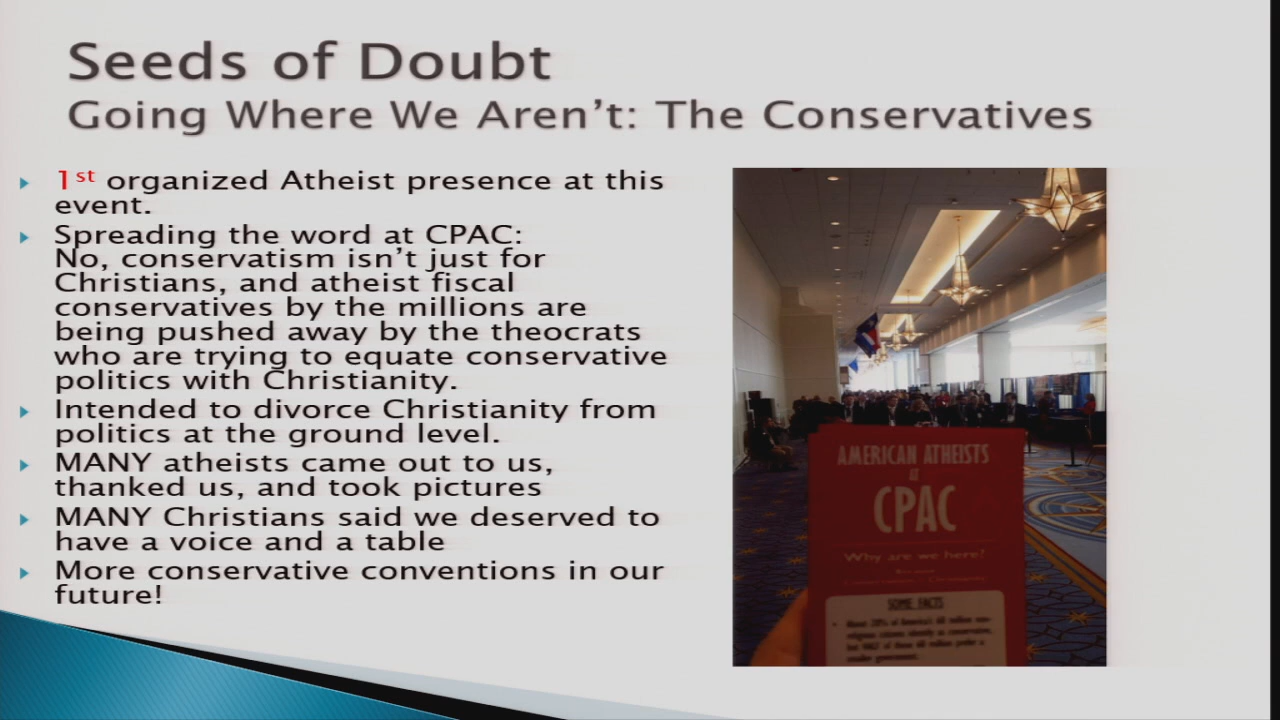 Seeds of Doubt
Going Where We Aren't: The Conservatives
1st organized Atheist presence at this
event.
Spreading the word at CPAC:
No, conservatism isn't just for
Christians, and atheist fiscal
conservatives by the millions are
being pushed away by the theocrats
who are trying to equate conservative
politics with Christianity.
Intended to divorce Christianity from
politics at the ground level.
MANY atheists came out to us,
thanked us, and took pictures
MANY Christians said we deserved to
have a voice and a table
More conservative conventions in our
future!
AMERICAN ATHEISTS
AT
CPAC
Why are we here?
SOME FACTS